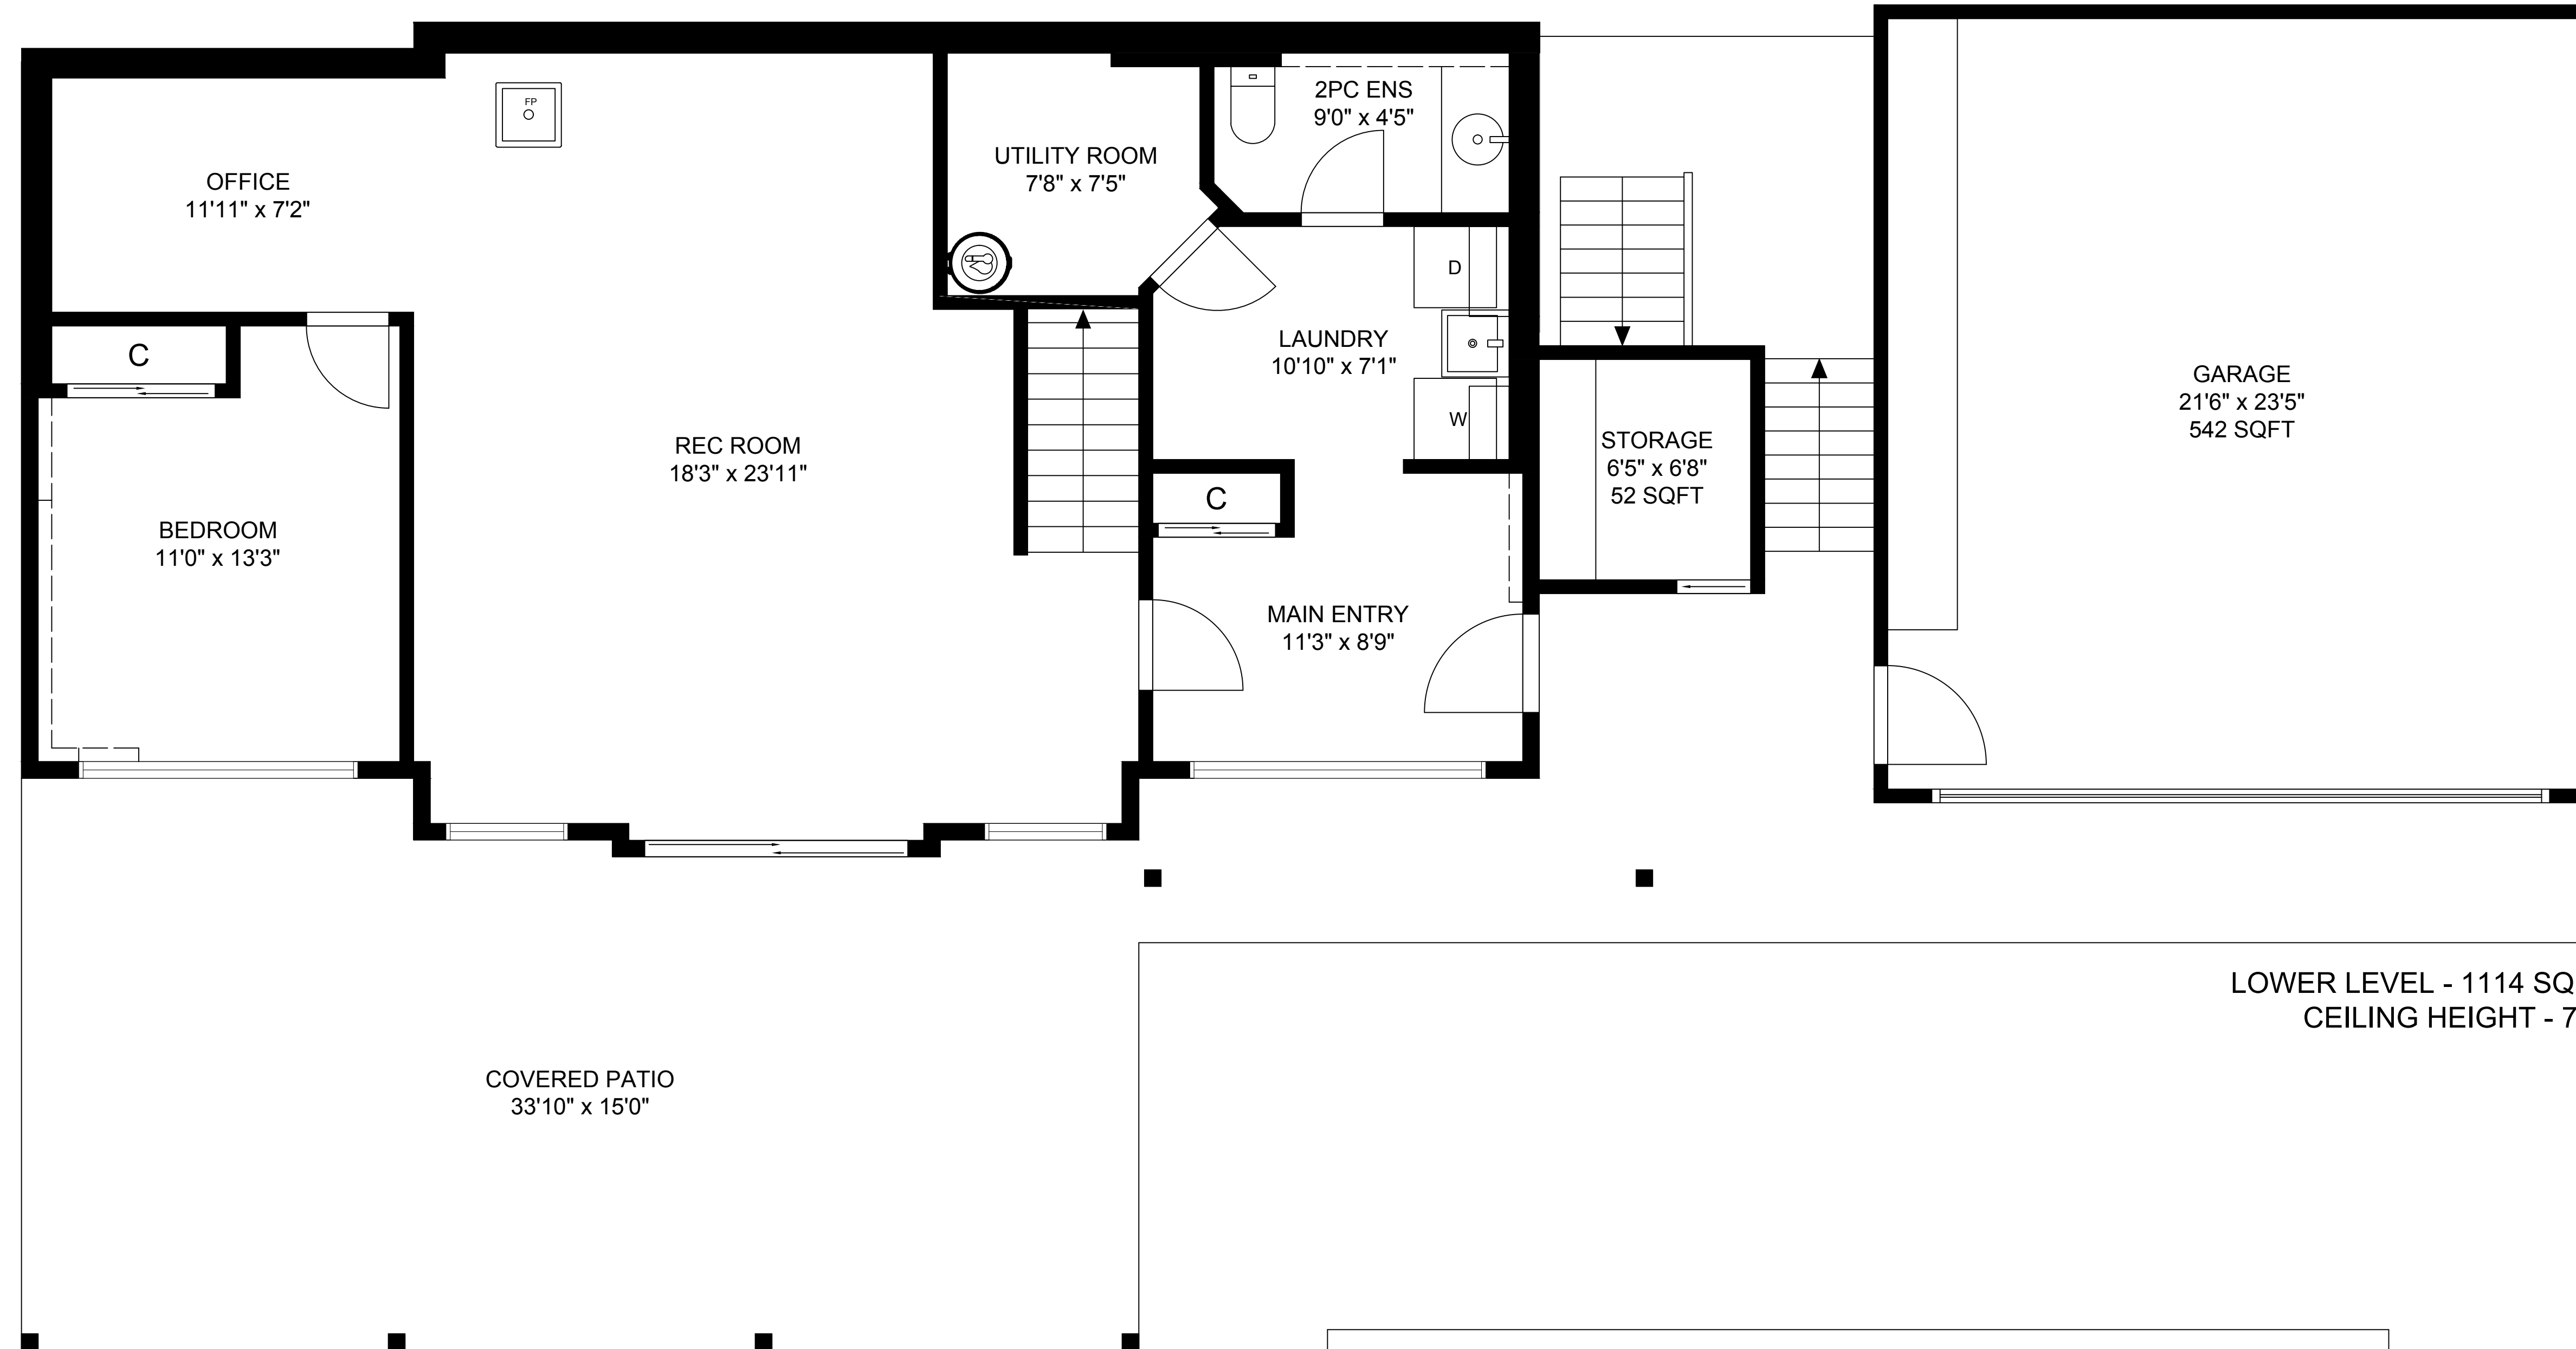 FP
2PC ENS
9'0" x 4'5"
UTILITY ROOM
7'8" x 7'5"
OFFICE
11'11" x 7'2"
D
LAUNDRY
10'10" x 7'1"
C
GARAGE
21'6" x 23'5"
542 SQFT
W
REC ROOM
18'3" x 23'11"
STORAGE
6'5" x 6'8"
52 SQFT
C
BEDROOM
11'0" x 13'3"
MAIN ENTRY
11'3" x 8'9"
LOWER LEVEL - 1114 SQ
CEILING HEIGHT - 7
COVERED PATIO
33'10" x 15'0"